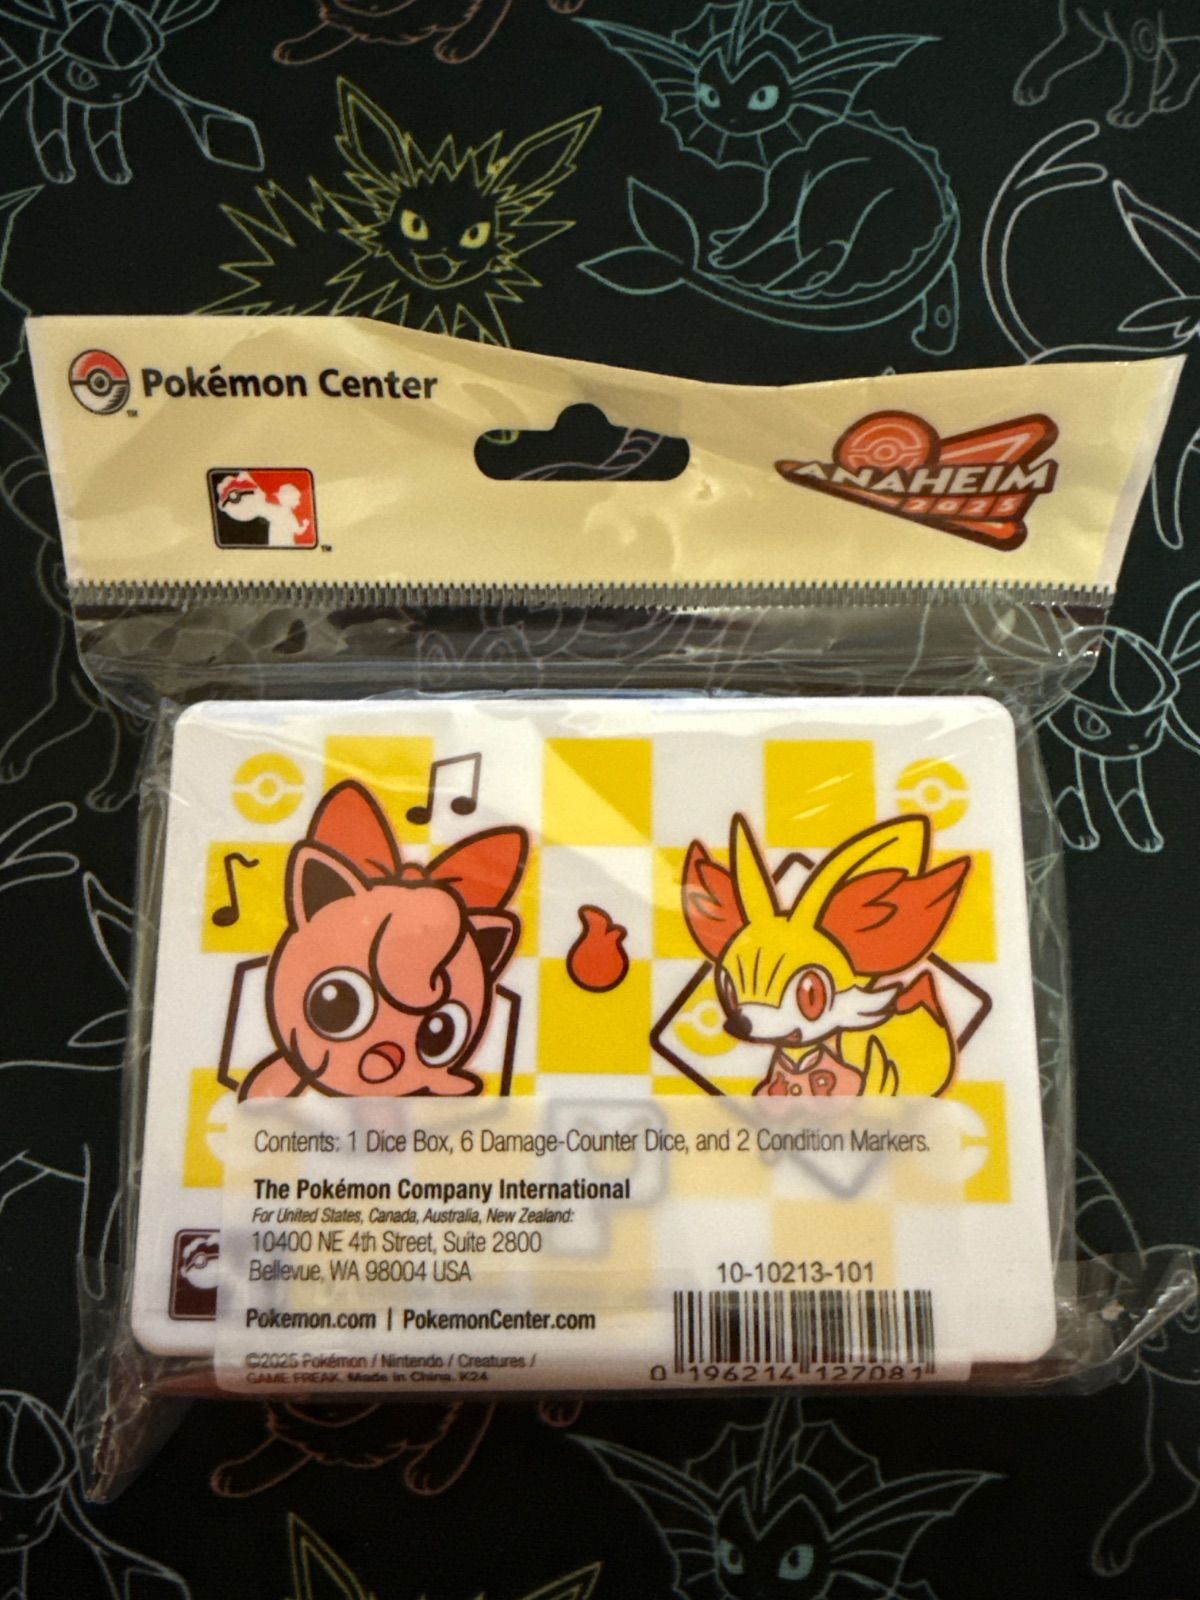 Pokémon Center
TM
TM
ANAHEIM
2025
Contents: 1 Dice Box, 6 Damage-Counter Dice, and 2 Condition Markers.
The Pokémon Company International
For United States, Canada, Australia, New Zealand:
10400 NE 4th Street, Suite 2800
Bellevue, WA 98004 USA
Pokemon.com | PokemonCenter.com
©2025 Pokémon / Nintendo / Creatures /
GAME FREAK. Made in China. K24
10-10213-101
0 196214 127081